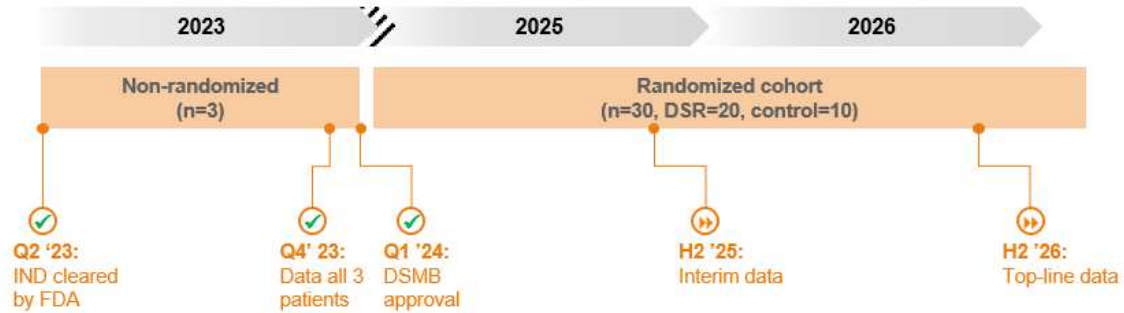 2023
2025
2026
Non-randomized
(n=3)
Randomized cohort
(n=30, DSR=20, control=10)
Q2 ‘23:
IND cleared
by FDA
Q4’ 23:
Data all 3
patients
Q1 ’24:
DSMB
approval
H2 ’25:
Interim data
H2 ’26:
Top-line data